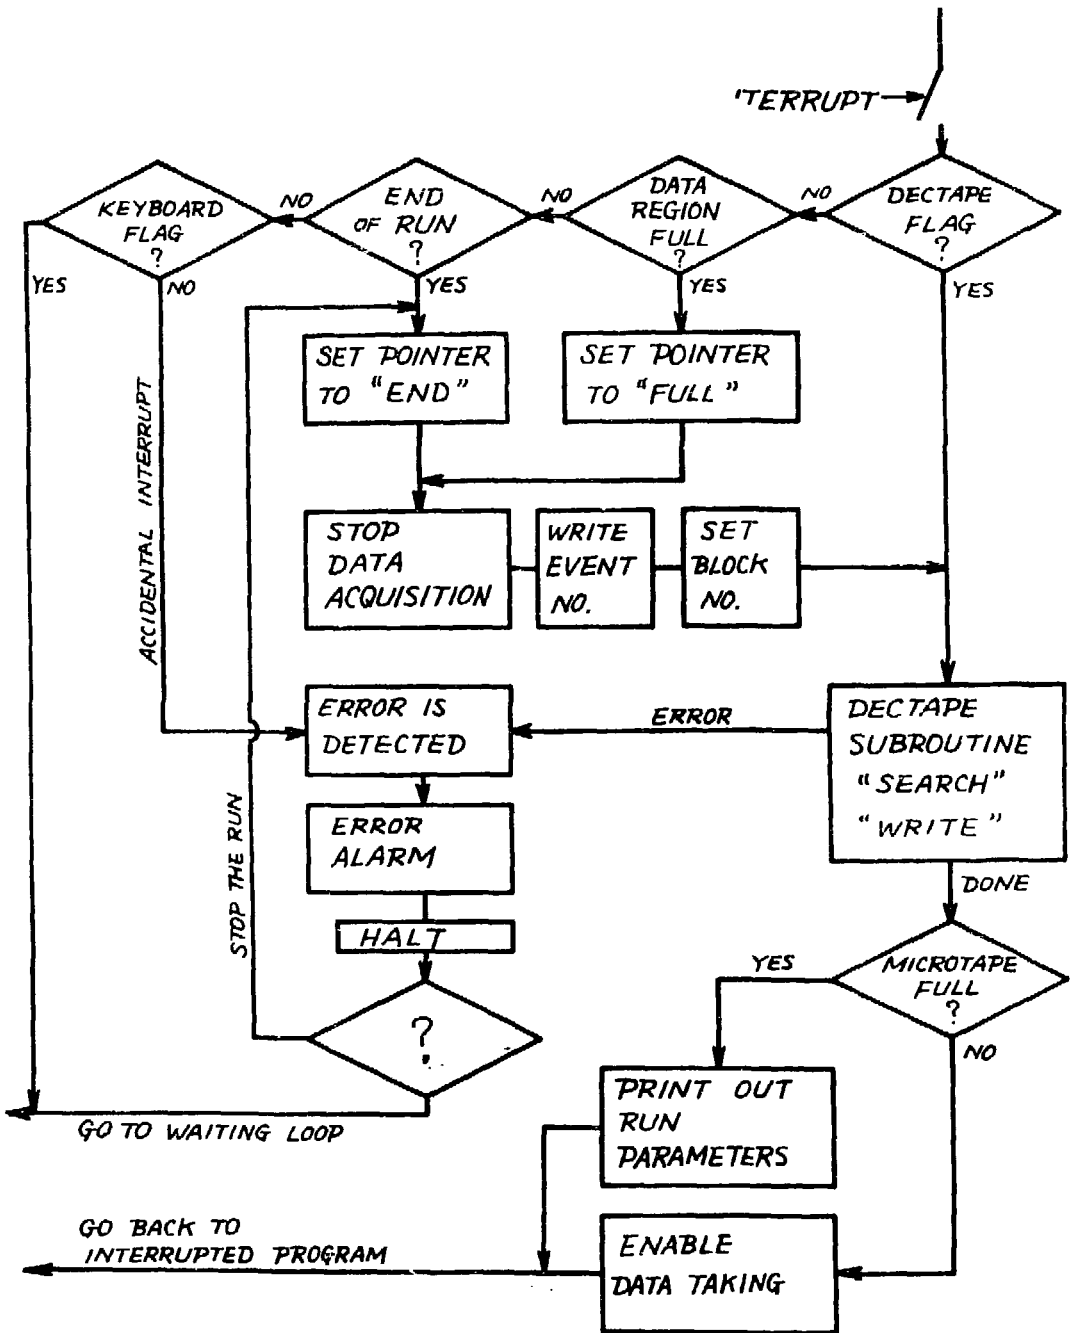 'TERRUPT
DECTAPE
FLAG
?
NO
YES
DATA
REGION
FULL
?
NO
YES
END
OF RUN
?
NO
YES
KEYBOARD
FLAG
?
YES
NO
SET POINTER
TO "END"
SET POINTER
TO "FULL"
ACCIDENTAL INTERRUPT
STOP
DATA
ACQUISITION
WRITE
EVENT
NO.
SET
BLOCK
NO.
ERROR IS
DETECTED
ERROR
DECTAPE
SUBROUTINE
"SEARCH"
"WRITE"
ERROR
ALARM
DONE
STOP THE RUN
HALT
?
MICROTAPE
FULL
?
YES
NO
GO TO WAITING LOOP
PRINT OUT
RUN
PARAMETERS
GO BACK TO
INTERRUPTED PROGRAM
ENABLE
DATA TAKING